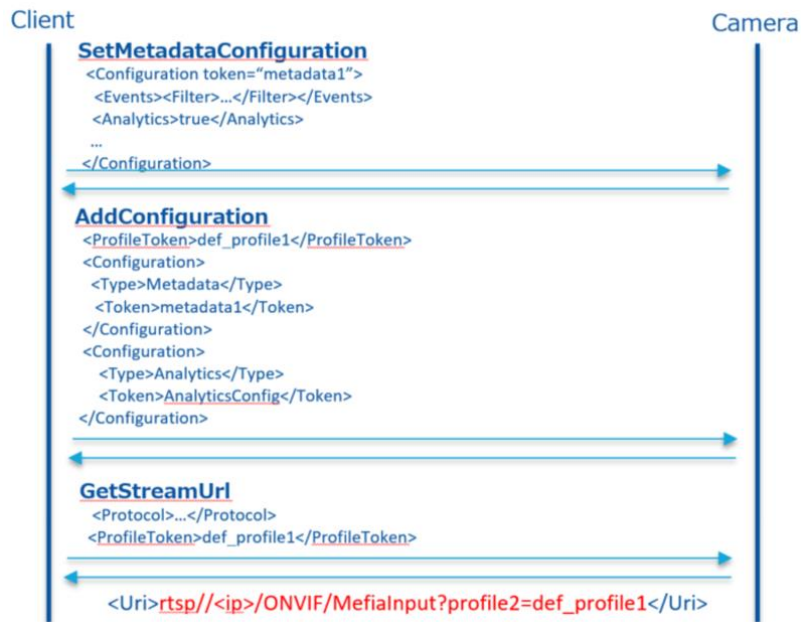 Client
Camera
SetMetadataConfiguration
<Configuration token=“metadata1”>
<Events><Filter>…</Filter></Events>
<Analytics>true</Analytics>
…
</Configuration>
AddConfiguration
<ProfileToken>def_profile1</ProfileToken>
<Configuration>
<Type>Metadata</Type>
<Token>metadata1</Token>
</Configuration>
<Configuration>
<Type>Analytics</Type>
<Token>AnalyticsConfig</Token>
</Configuration>
GetStreamUrl
<Protocol>…</Protocol>
<ProfileToken>def_profile1</ProfileToken>
<Uri>rtsp//<ip>/ONVIF/MefiaInput?profile2=def_profile1</Uri>